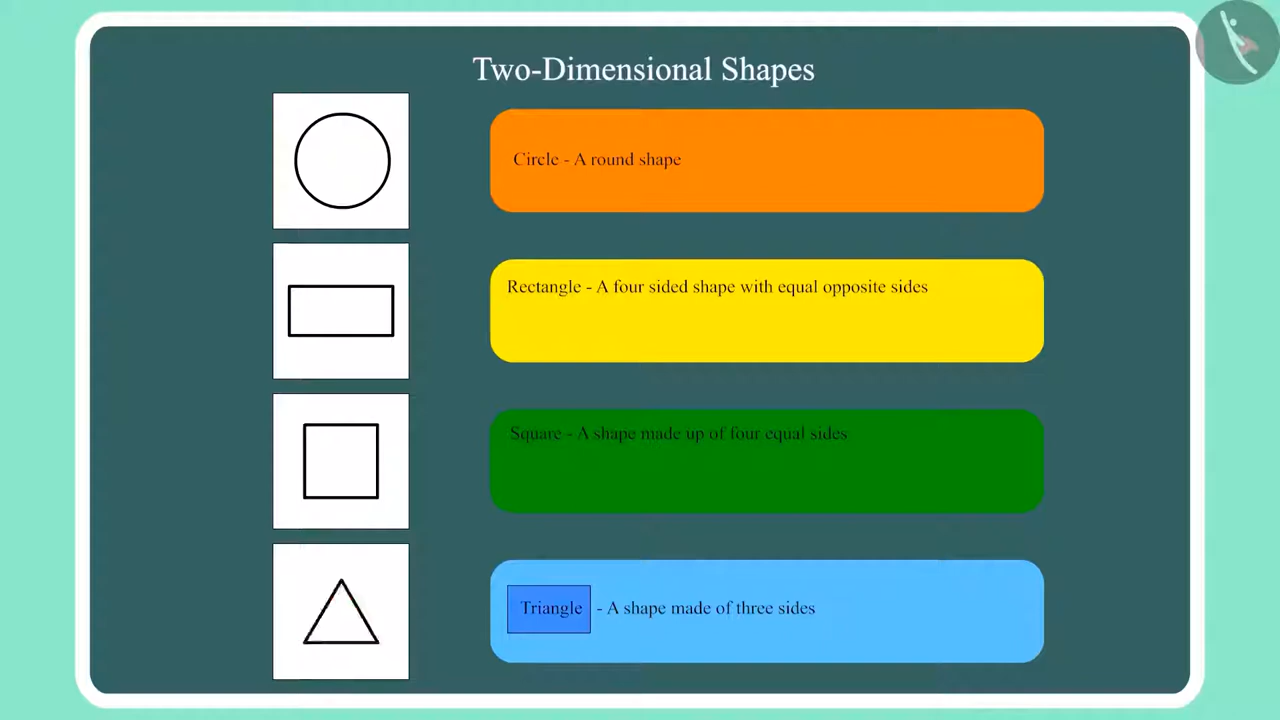 Two-Dimensional Shapes
Circle - A round shape
Rectangle - A four sided shape with equal opposite sides
Square - A shape made up of four equal sides
Triangle - A shape made of three sides